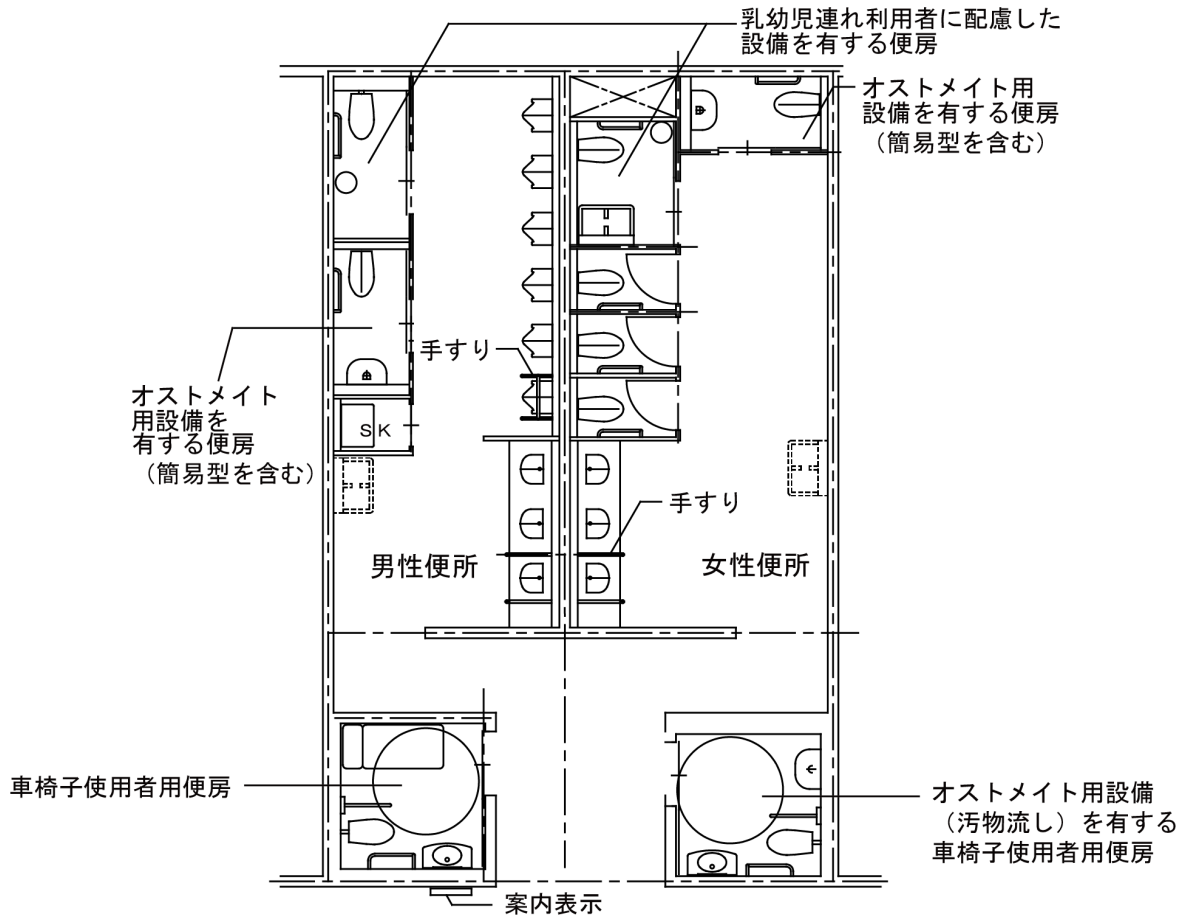 乳幼児連れ利用者に配慮した
設備を有する便房
オストメイト用
設備を有する便房
（簡易型を含む）
手すり
オストメイト
用設備を
有する便房
（簡易型を含む）
SK
手すり
男性便所
女性便所
車椅子使用者用便房
オストメイト用設備
（汚物流し）を有する
車椅子使用者用便房
案内表示